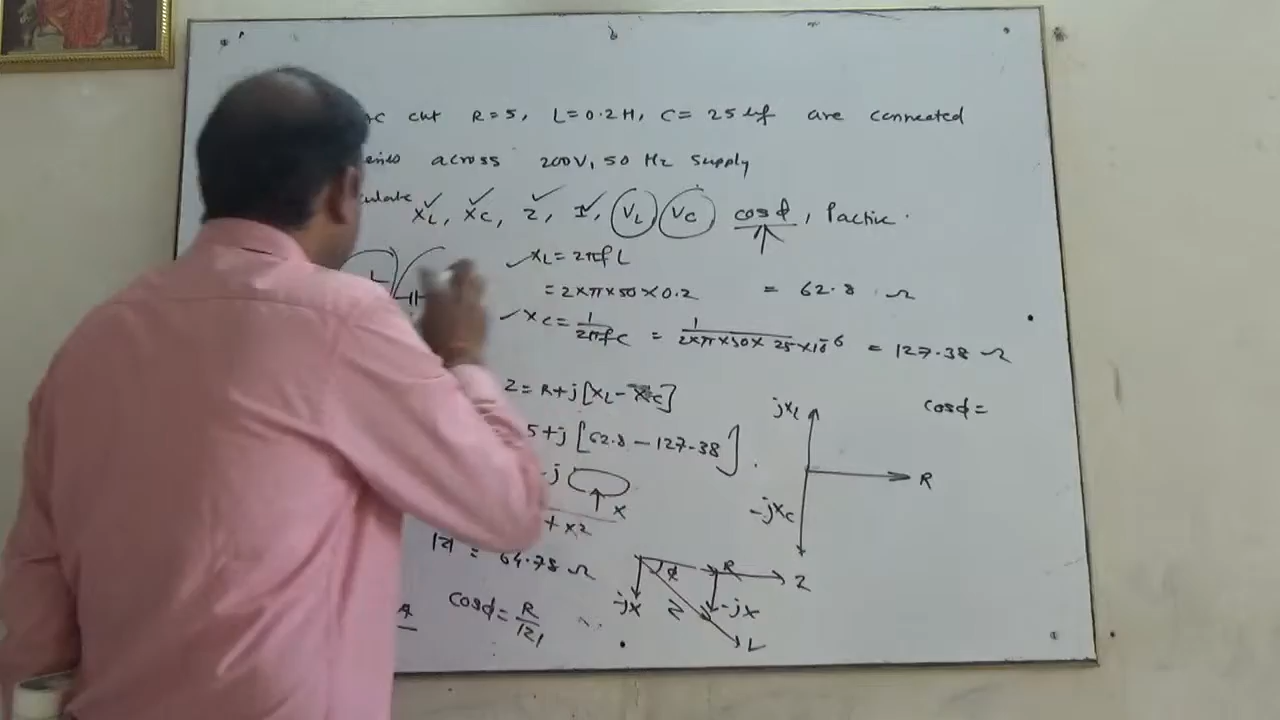 ckt R=5, L=0.2H, C= 25 μf are connected
across 200V, 50 Hz supply
XL, XC, Z, I, VL VC cosϕ, Pactive.
L
XL = 2πfL
= 2×π×50×0.2 = 62.8 Ω
XC = 1/2πfC = 1/2×π×50×25×10^-6 = 127.38 Ω
Z = R+j[XL-XC]
5+j[62.8-127.38].
-j
X
+ X2
|Z| = 64.78 Ω
A
cosϕ = R/|Z|
cosϕ=
jXL
R
-jXC
ϕ R
-jX Z -jX